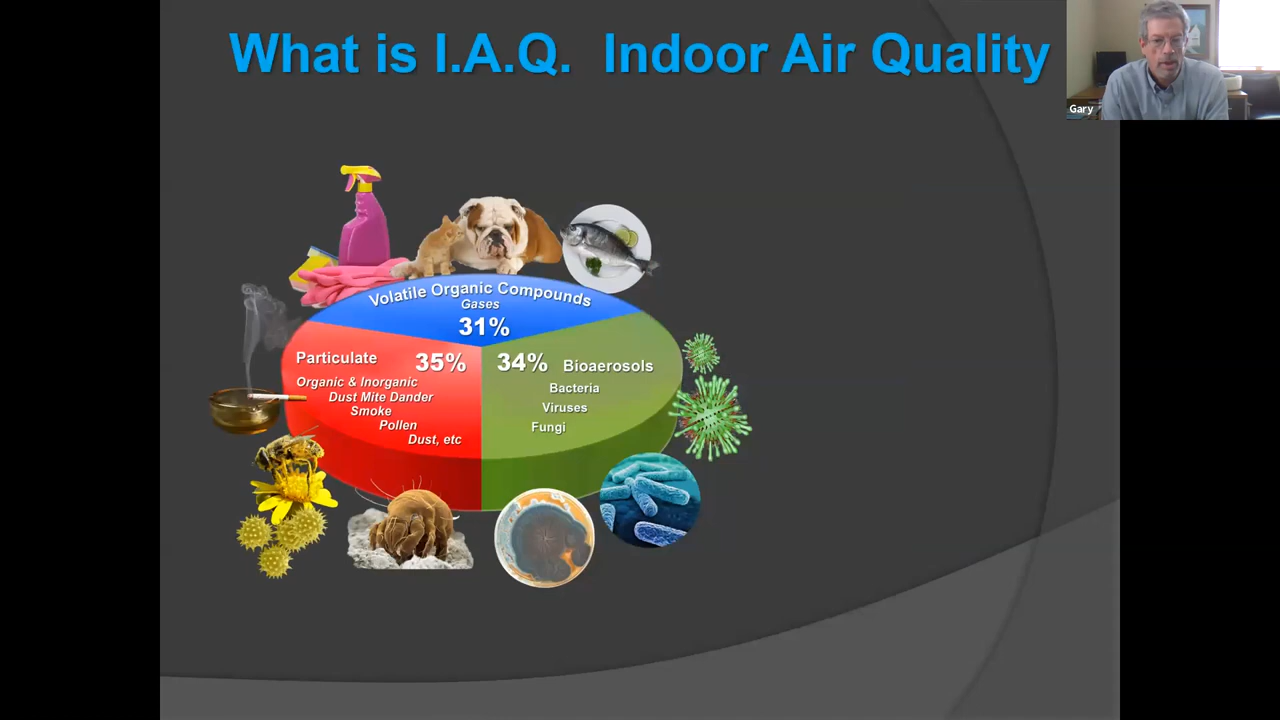 What is I.A.Q.  Indoor Air Quality
Gary
Volatile Organic Compounds
Gases
31%
Particulate 35%
Organic & Inorganic
Dust Mite Dander
Smoke
Pollen
Dust, etc
34% Bioaerosols
Bacteria
Viruses
Fungi